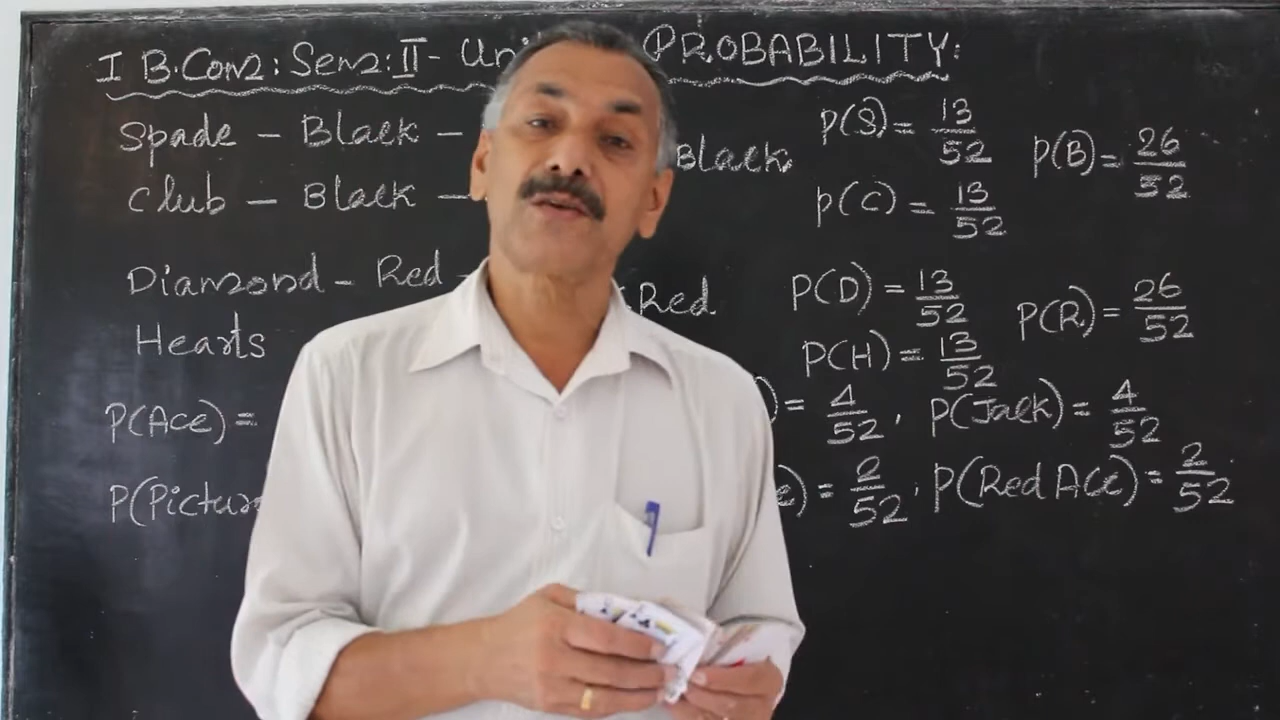 I B.Com: Sem: II - Uni PROBABILITY:
Spade - Black - Black P(S) = 13/52 P(B) = 26/52
Club - Black - P(C) = 13/52
Diamond - Red - Red. P(D) = 13/52 P(R) = 26/52
Hearts P(H) = 13/52
P(Ace) = ) = 4/52, P(Jack) = 4/52
P(Pictur e) = 2/52, P(Red Ace) = 2/52